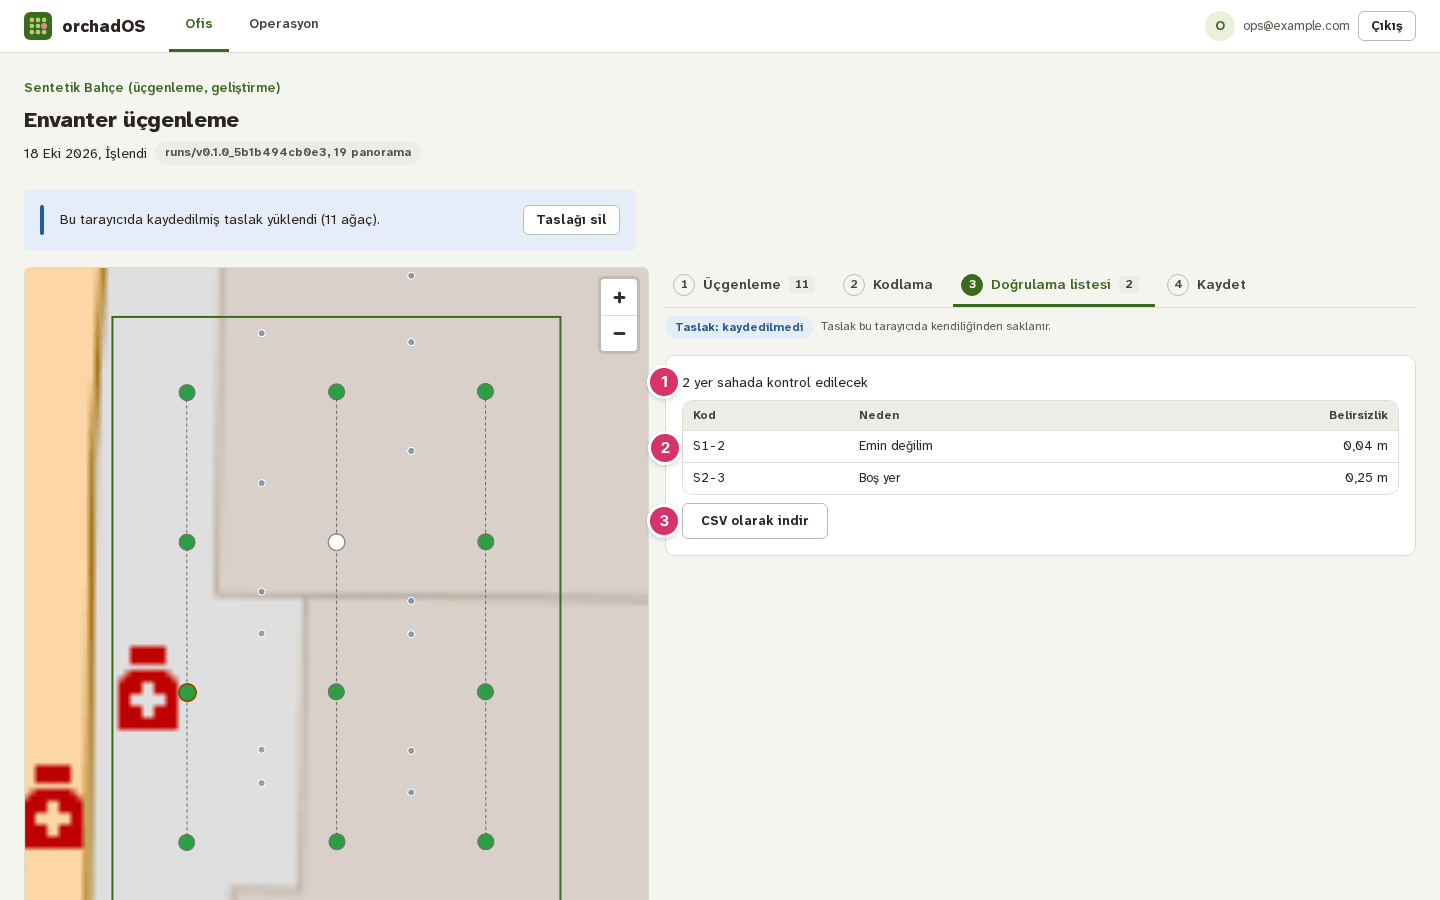 orchadOS
Ofis
Operasyon
O
ops@example.com
Çıkış
Sentetik Bahçe (üçgenleme, geliştirme)
Envanter üçgenleme
18 Eki 2026, İşlendi
runs/v0.1.0_5b1b494cb0e3, 19 panorama
Bu tarayıcıda kaydedilmiş taslak yüklendi (11 ağaç).
Taslağı sil
+
−
1 Üçgenleme 11
2 Kodlama
3 Doğrulama listesi 2
4 Kaydet
Taslak: kaydedilmedi
Taslak bu tarayıcıda kendiliğinden saklanır.
1
2 yer sahada kontrol edilecek
Kod Neden Belirsizlik
2
S1-2 Emin değilim 0,04 m
S2-3 Boş yer 0,25 m
3
CSV olarak indir